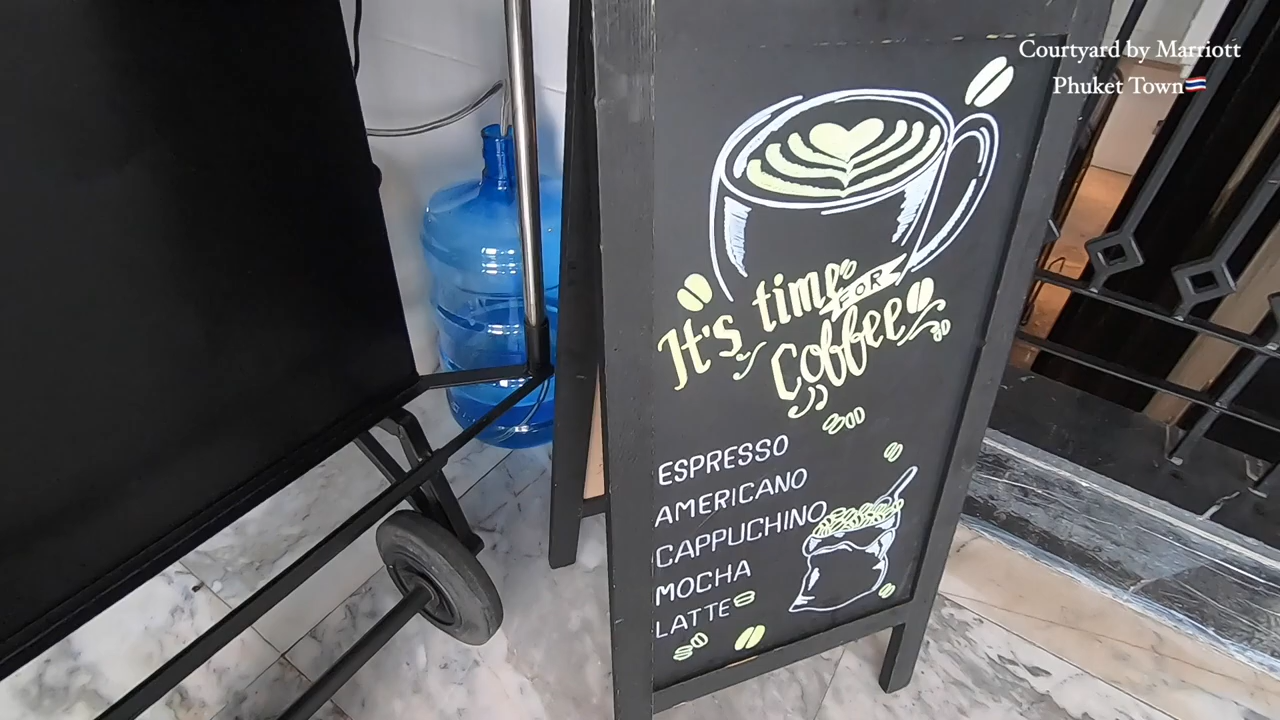 Courtyard by Marriott
Phuket Town🇹🇭
It's time FOR
Coffee
ESPRESSO
AMERICANO
CAPPUCHINO
MOCHA
LATTE